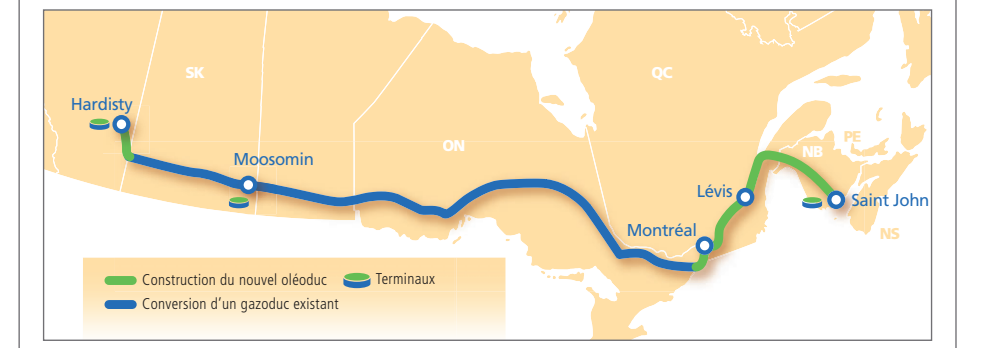 SK
QC
Hardisty
PE
ON
NB
Moosomin
Lévis
Saint John
Montréal
NS
Construction du nouvel oléoduc
Terminaux
Conversion d'un gazoduc existant